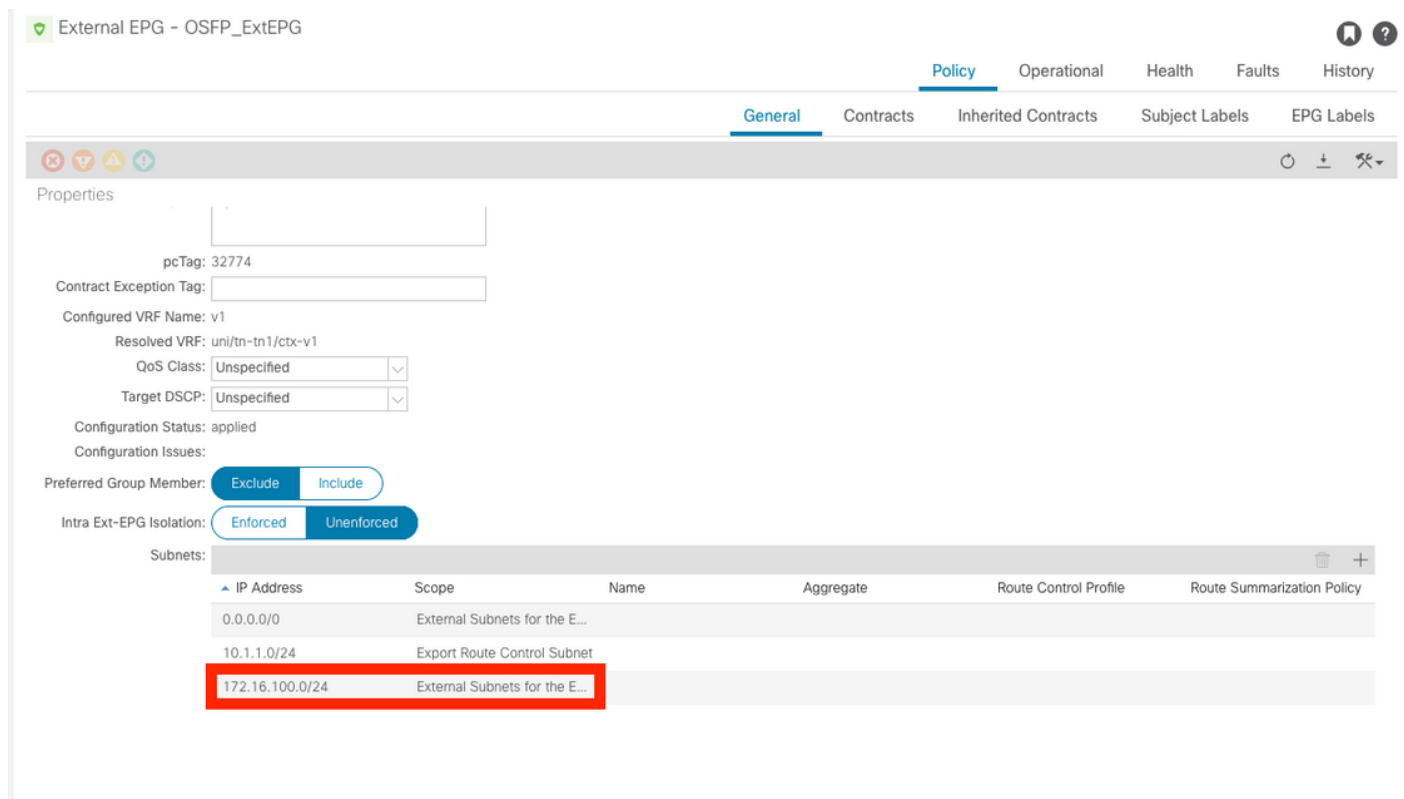 External EPG - OSFP_ExtEPG
Policy Operational Health Faults History
General Contracts Inherited Contracts Subject Labels EPG Labels
Properties
pcTag: 32774
Contract Exception Tag:
Configured VRF Name: v1
Resolved VRF: uni/tn-tn1/ctx-v1
QoS Class: Unspecified
Target DSCP: Unspecified
Configuration Status: applied
Configuration Issues:
Preferred Group Member: Exclude Include
Intra Ext-EPG Isolation: Enforced Unenforced
Subnets:
IP Address Scope Name Aggregate Route Control Profile Route Summarization Policy
0.0.0.0/0 External Subnets for the E...
10.1.1.0/24 Export Route Control Subnet
172.16.100.0/24 External Subnets for the E...